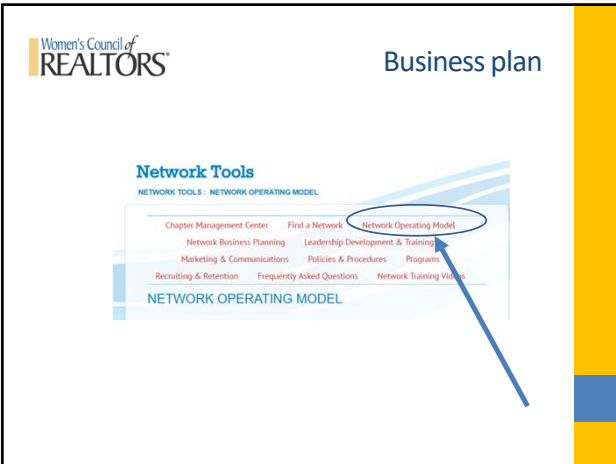 Women's Council of
REALTORS®
Business plan
Network Tools
NETWORK TOOLS : NETWORK OPERATING MODEL
Chapter Management Center Find a Network Network Operating Model
Network Business Planning Leadership Development & Training
Marketing & Communications Policies & Procedures Programs
Recruiting & Retention Frequently Asked Questions Network Training Videos
NETWORK OPERATING MODEL